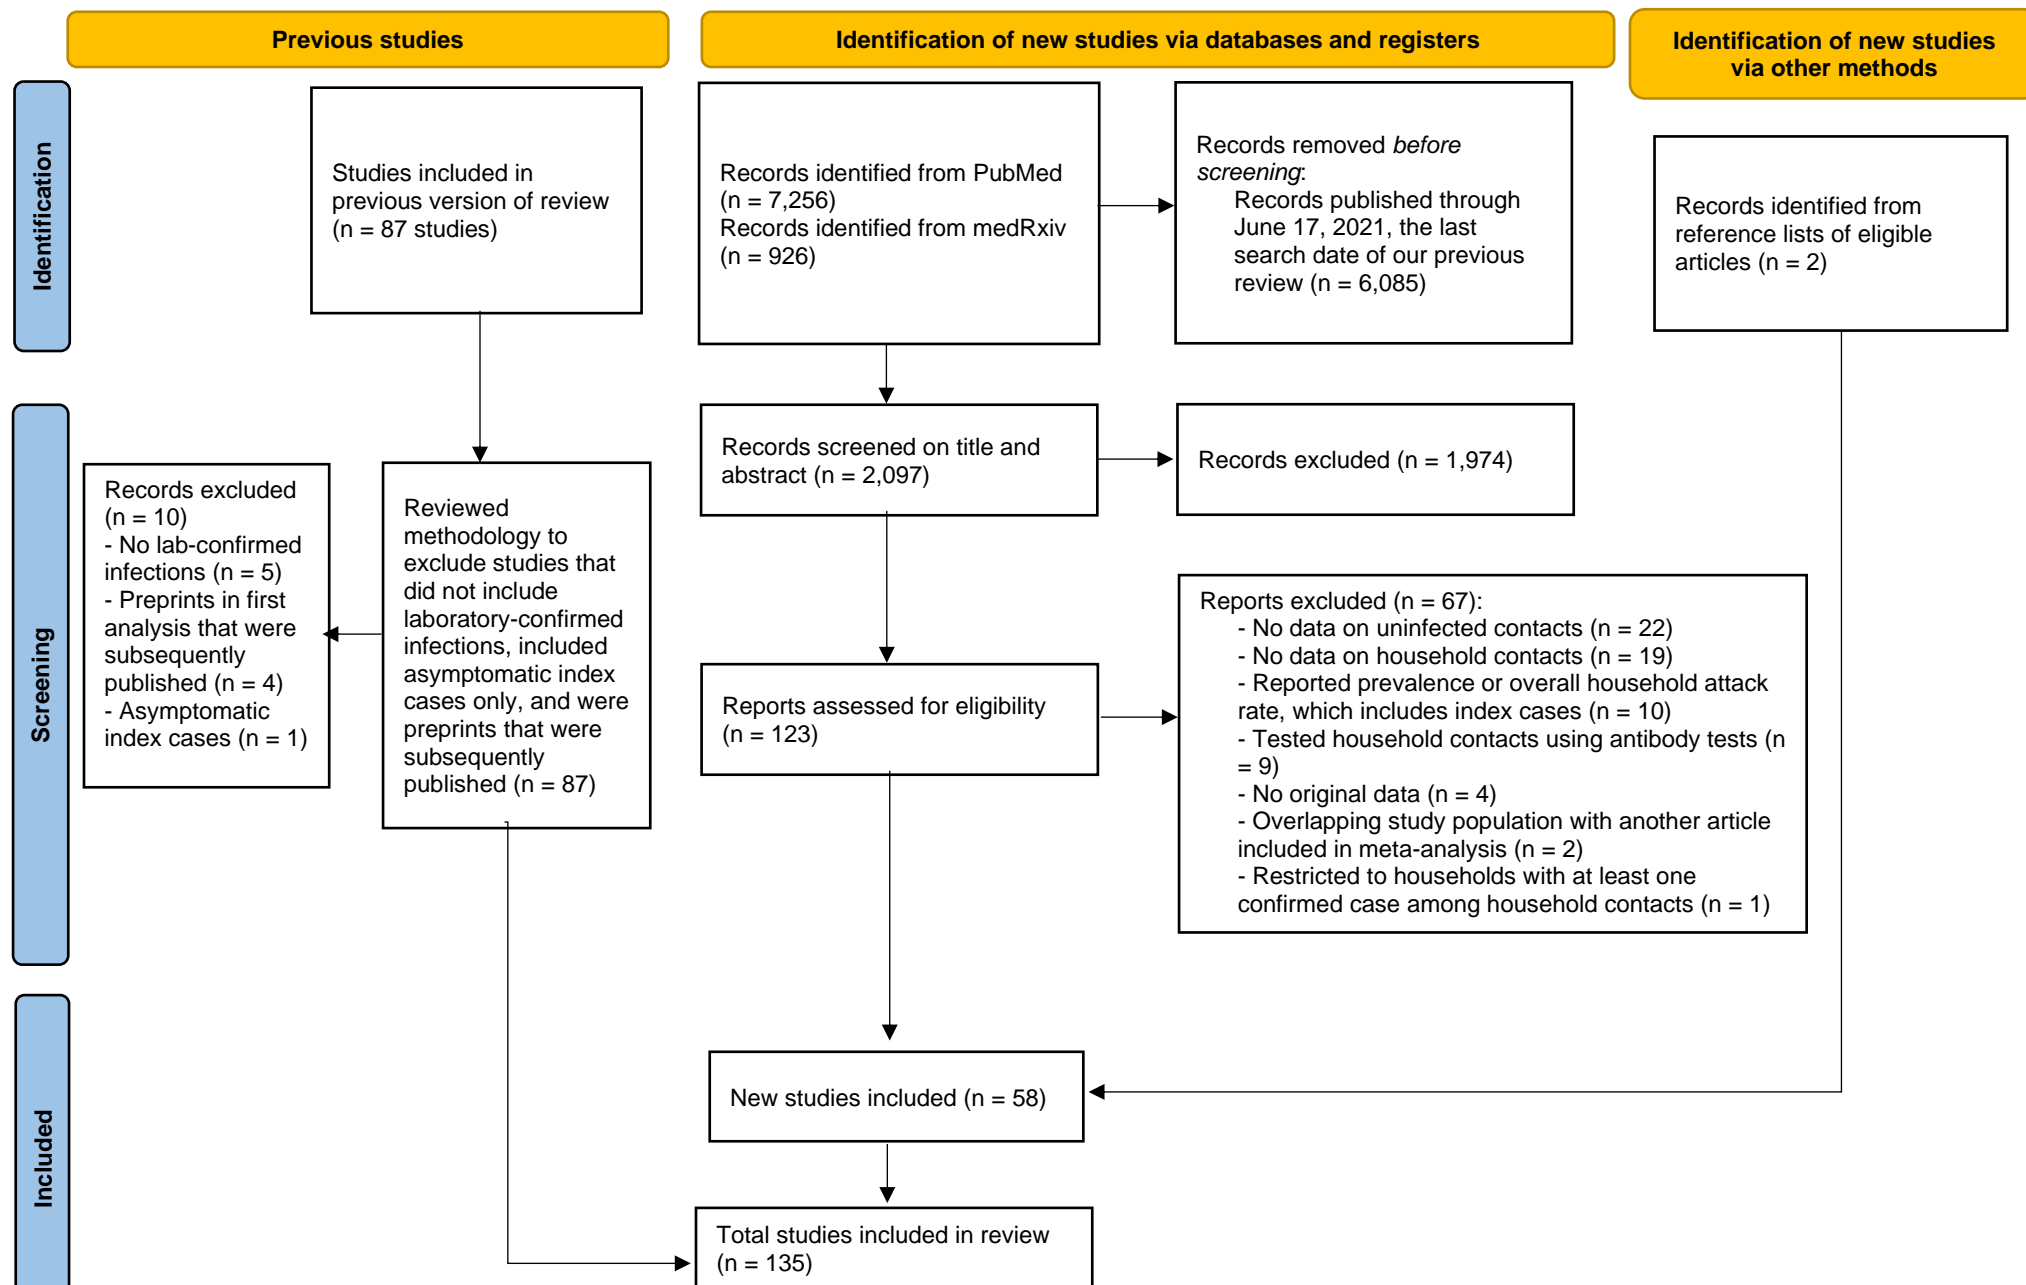 Previous studies
Identification of new studies via databases and registers
Identification of new studies
via other methods
Identification
Studies included in
previous version of review
(n = 87 studies)
Records identified from PubMed
(n = 7,256)
Records identified from medRxiv
(n = 926)
Records removed before
screening:
Records published through
June 17, 2021, the last
search date of our previous
review (n = 6,085)
Records identified from
reference lists of eligible
articles (n = 2)
Screening
Records excluded
(n = 10)
- No lab-confirmed
infections (n = 5)
- Preprints in first
analysis that were
subsequently
published (n = 4)
- Asymptomatic
index cases (n = 1)
Reviewed
methodology to
exclude studies that
did not include
laboratory-confirmed
infections, included
asymptomatic index
cases only, and were
preprints that were
subsequently
published (n = 87)
Records screened on title and
abstract (n = 2,097)
Records excluded (n = 1,974)
Reports assessed for eligibility
(n = 123)
Reports excluded (n = 67):
- No data on uninfected contacts (n = 22)
- No data on household contacts (n = 19)
- Reported prevalence or overall household attack
rate, which includes index cases (n = 10)
- Tested household contacts using antibody tests (n
= 9)
- No original data (n = 4)
- Overlapping study population with another article
included in meta-analysis (n = 2)
- Restricted to households with at least one
confirmed case among household contacts (n = 1)
Included
New studies included (n = 58)
Total studies included in review
(n = 135)